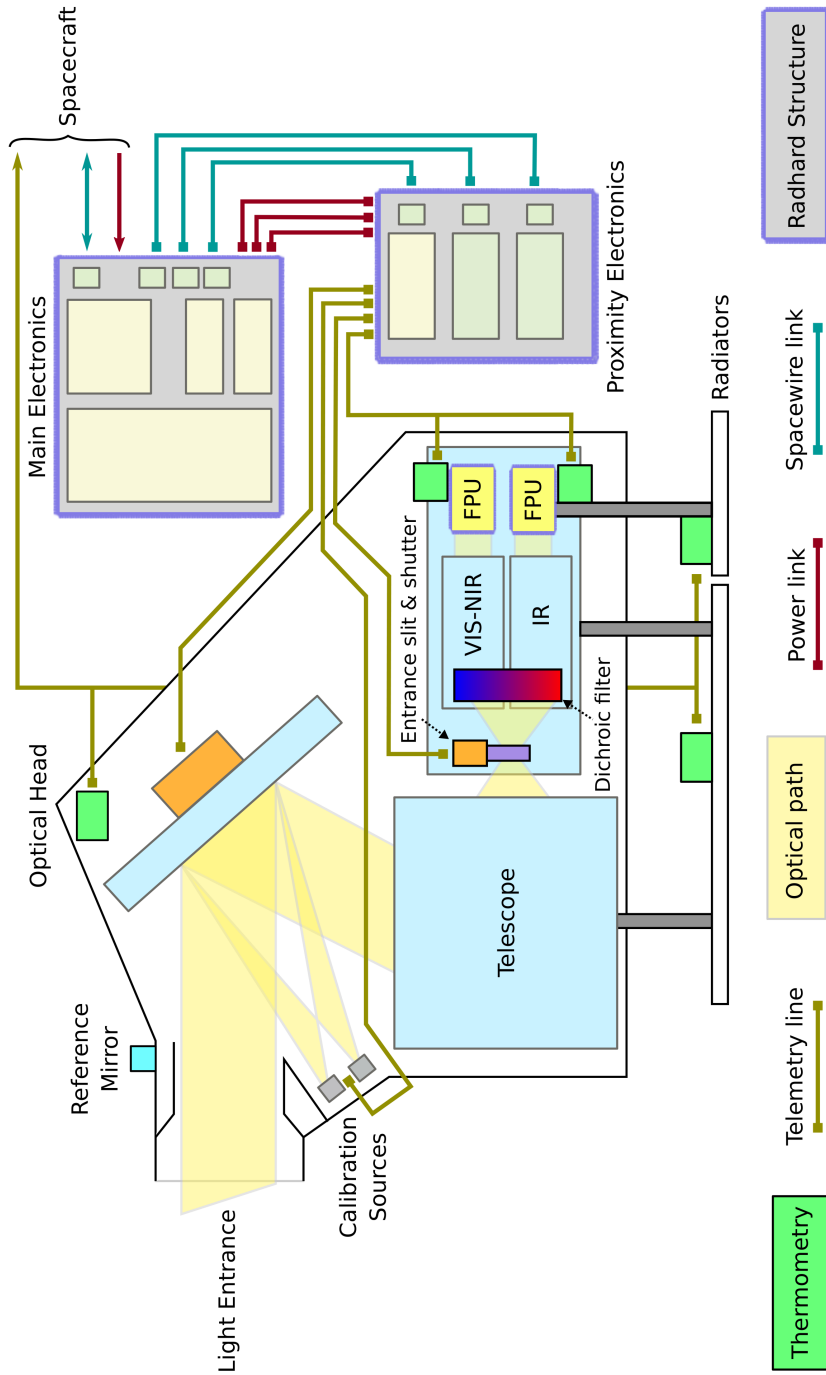 Light Entrance
Reference
Mirror
Optical Head
Main Electronics
Spacecraft
Calibration
Sources
Telescope
Entrance slit & shutter
VIS-NIR
FPU
IR
FPU
Dichroic filter
Proximity Electronics
Radiators
Thermometry
Telemetry line
Optical path
Power link
Spacewire link
Radhard Structure